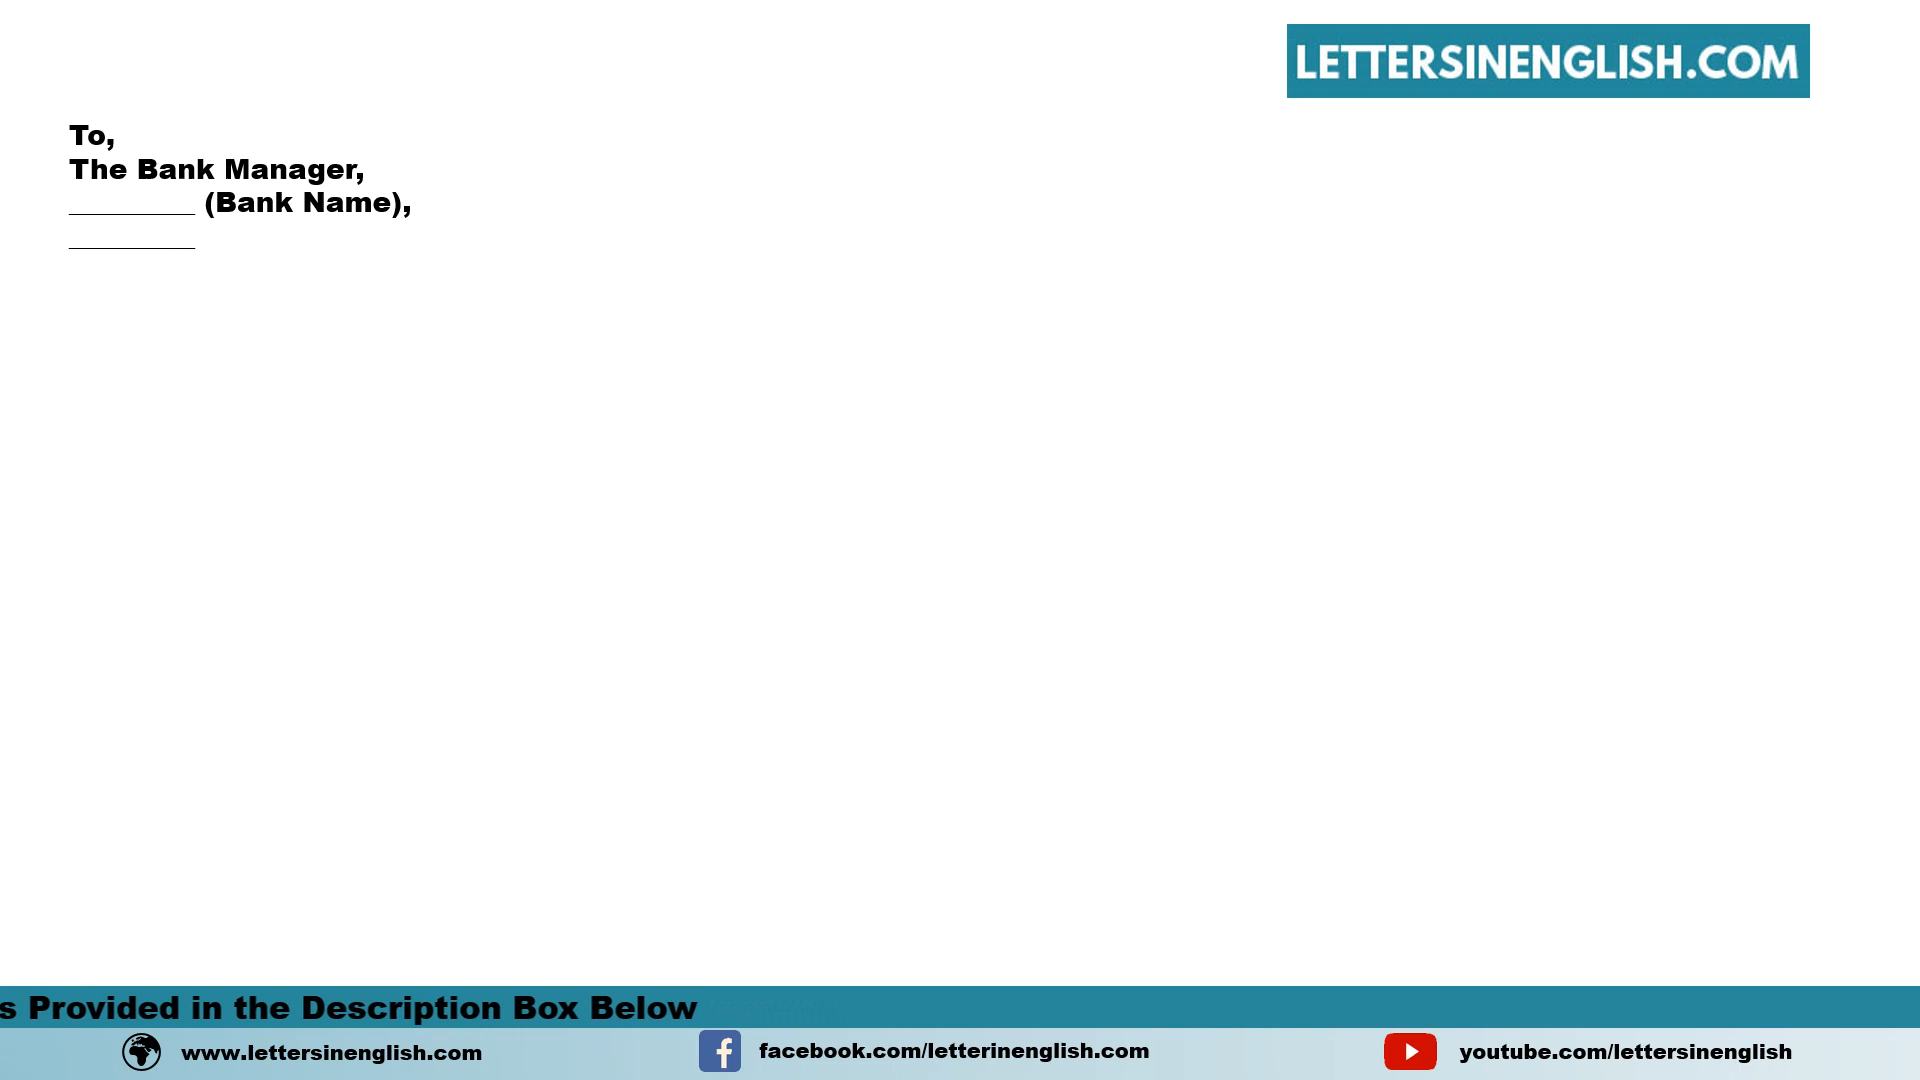 LETTERSINENGLISH.COM
To,
The Bank Manager,
_________ (Bank Name),
_________
s Provided in the Description Box Below
www.lettersinenglish.com
facebook.com/letterinenglish.com
youtube.com/lettersinenglish